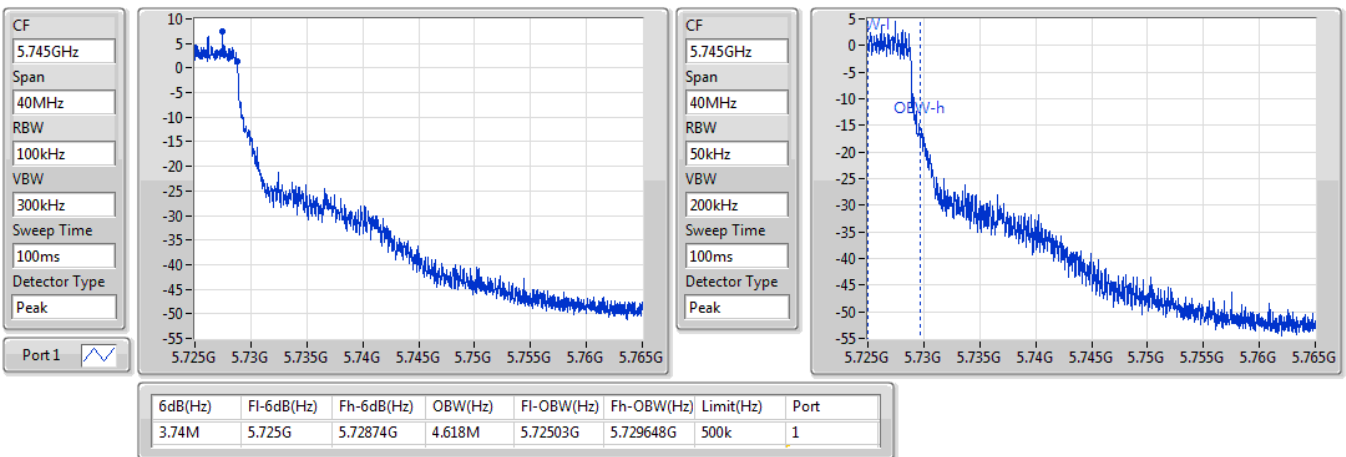 CF
5.745GHz
Span
40MHz
RBW
100kHz
VBW
300kHz
Sweep Time
100ms
Detector Type
Peak
Port 1
10
5
0
-5
-10
-15
-20
-25
-30
-35
-40
-45
-50
-55
5.725G 5.73G 5.735G 5.74G 5.745G 5.75G 5.755G 5.76G 5.765G
CF
5.745GHz
Span
40MHz
RBW
50kHz
VBW
200kHz
Sweep Time
100ms
Detector Type
Peak
5
0
-5
-10
-15
-20
-25
-30
-35
-40
-45
-50
-55
OBW-h
5.725G 5.73G 5.735G 5.74G 5.745G 5.75G 5.755G 5.76G 5.765G
6dB(Hz) Fl-6dB(Hz) Fh-6dB(Hz) OBW(Hz) Fl-OBW(Hz) Fh-OBW(Hz) Limit(Hz) Port
3.74M 5.725G 5.72874G 4.618M 5.72503G 5.729648G 500k 1